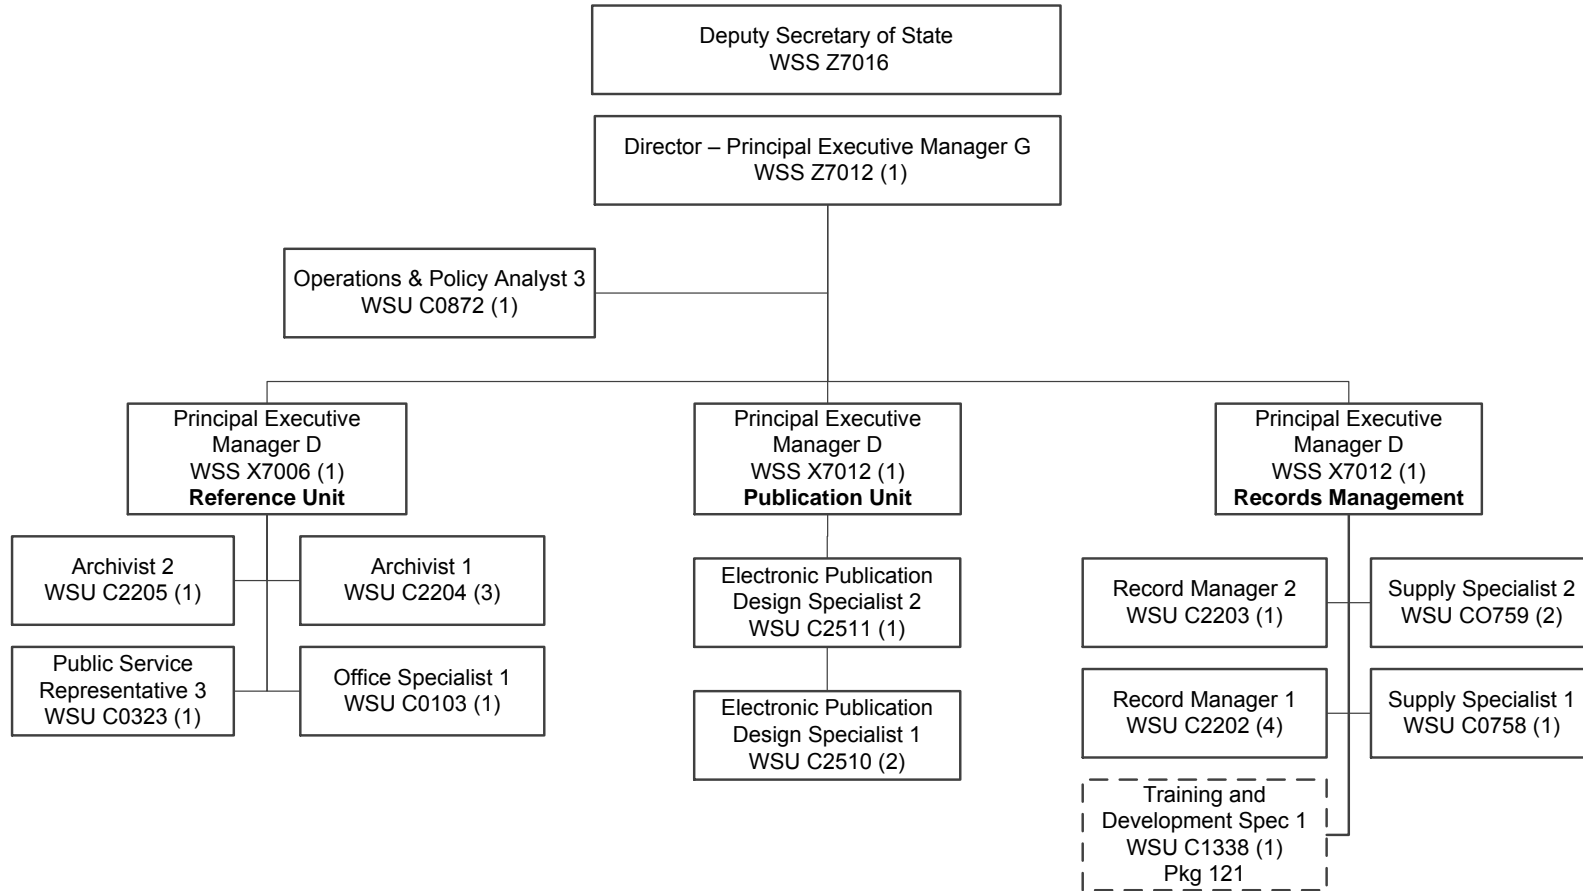 Deputy Secretary of State
WSS Z7016
Director – Principal Executive Manager G
WSS Z7012 (1)
Operations & Policy Analyst 3
WSU C0872 (1)
Principal Executive
Manager D
WSS X7006 (1)
Reference Unit
Principal Executive
Manager D
WSS X7012 (1)
Publication Unit
Principal Executive
Manager D
WSS X7012 (1)
Records Management
Archivist 2
WSU C2205 (1)
Archivist 1
WSU C2204 (3)
Public Service
Representative 3
WSU C0323 (1)
Office Specialist 1
WSU C0103 (1)
Electronic Publication
Design Specialist 2
WSU C2511 (1)
Electronic Publication
Design Specialist 1
WSU C2510 (2)
Record Manager 2
WSU C2203 (1)
Supply Specialist 2
WSU CO759 (2)
Record Manager 1
WSU C2202 (4)
Supply Specialist 1
WSU C0758 (1)
Training and
Development Spec 1
WSU C1338 (1)
Pkg 121